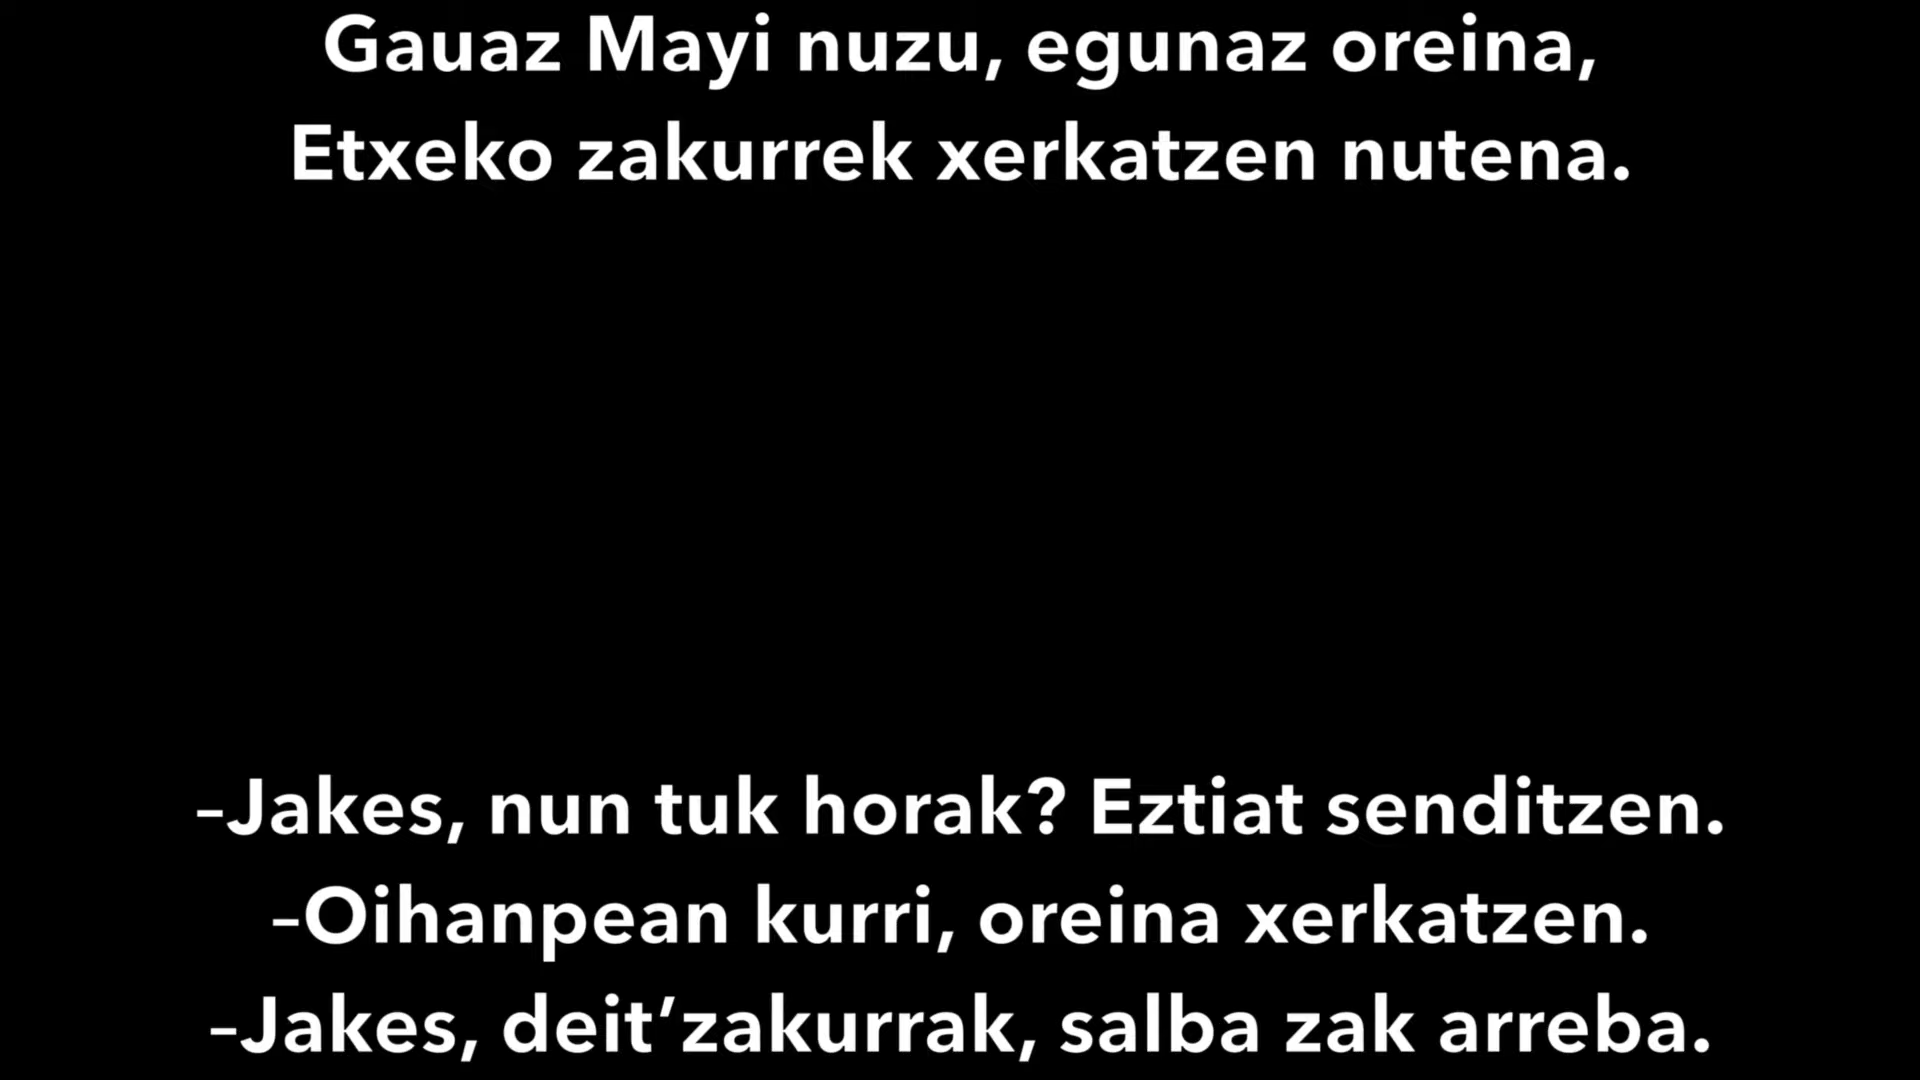 Gauaz Mayi nuzu, egunaz oreina,
Etxeko zakurrek xerkatzen nutena.
–Jakes, nun tuk horak? Eztiat senditzen.
–Oihanpean kurri, oreina xerkatzen.
–Jakes, deit’zakurrak, salba zak arreba.